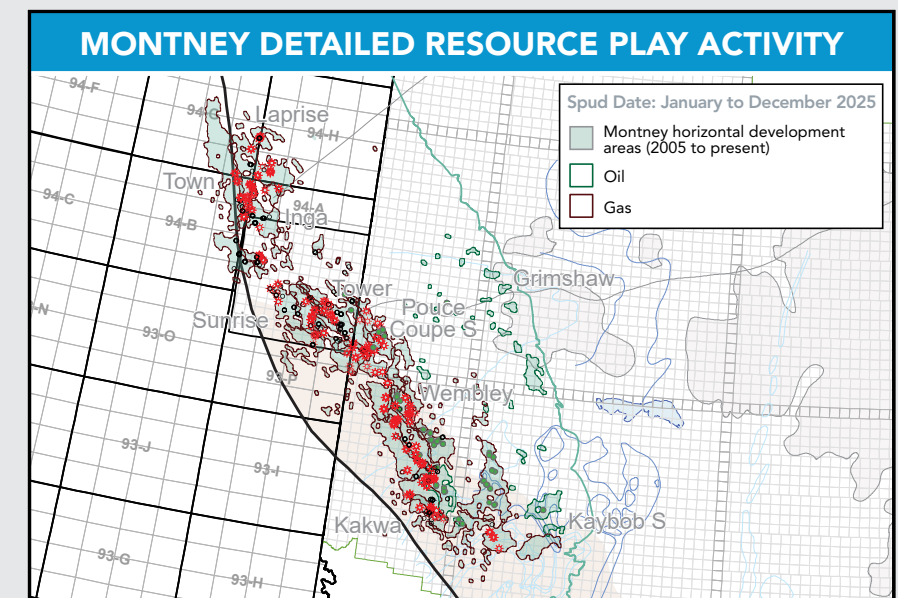 MONTNEY DETAILED RESOURCE PLAY ACTIVITY
Spud Date: January to December 2025
Montney horizontal development
areas (2005 to present)
Oil
Gas
94-F
Laprise
94-H
94-C
Town
94-A
Inga
94-B
Tower
Grimshaw
Pouce
Coupe S
Sunrise
93-O
93-P
Wembley
93-J
93-I
Kakwa
Kaybob S
93-G
93-H